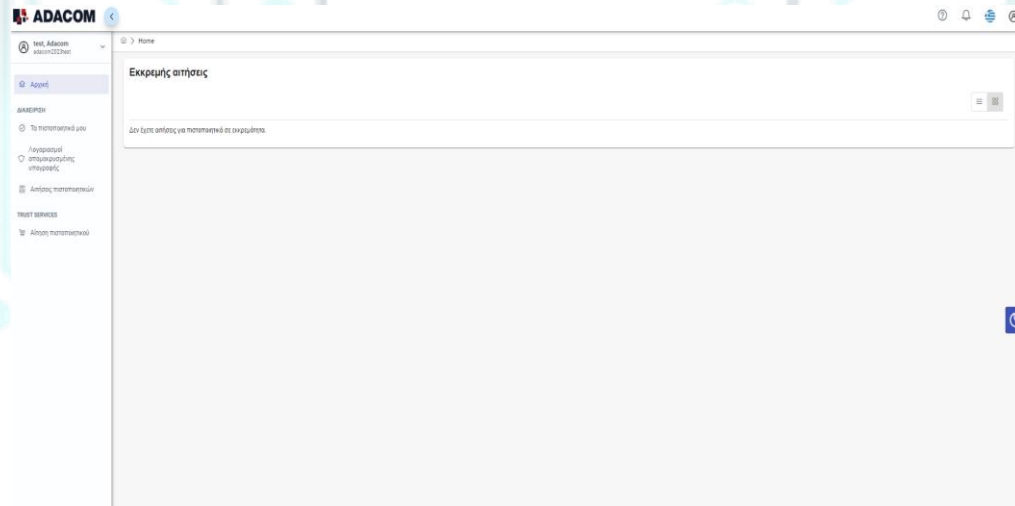 ADACOM
test, Adacom
adacom2023test
Home
Αρχική
ΔΙΑΧΕΙΡΙΣΗ
Τα πιστοποιητικά μου
Λογαριασμοί
απομακρυσμένης
υπογραφής
Αιτήσεις πιστοποιητικών
TRUST SERVICES
Αίτηση πιστοποιητικού
Εκκρεμής αιτήσεις
Δεν έχετε αιτήσεις για πιστοποιητικό σε εκκρεμότητα.